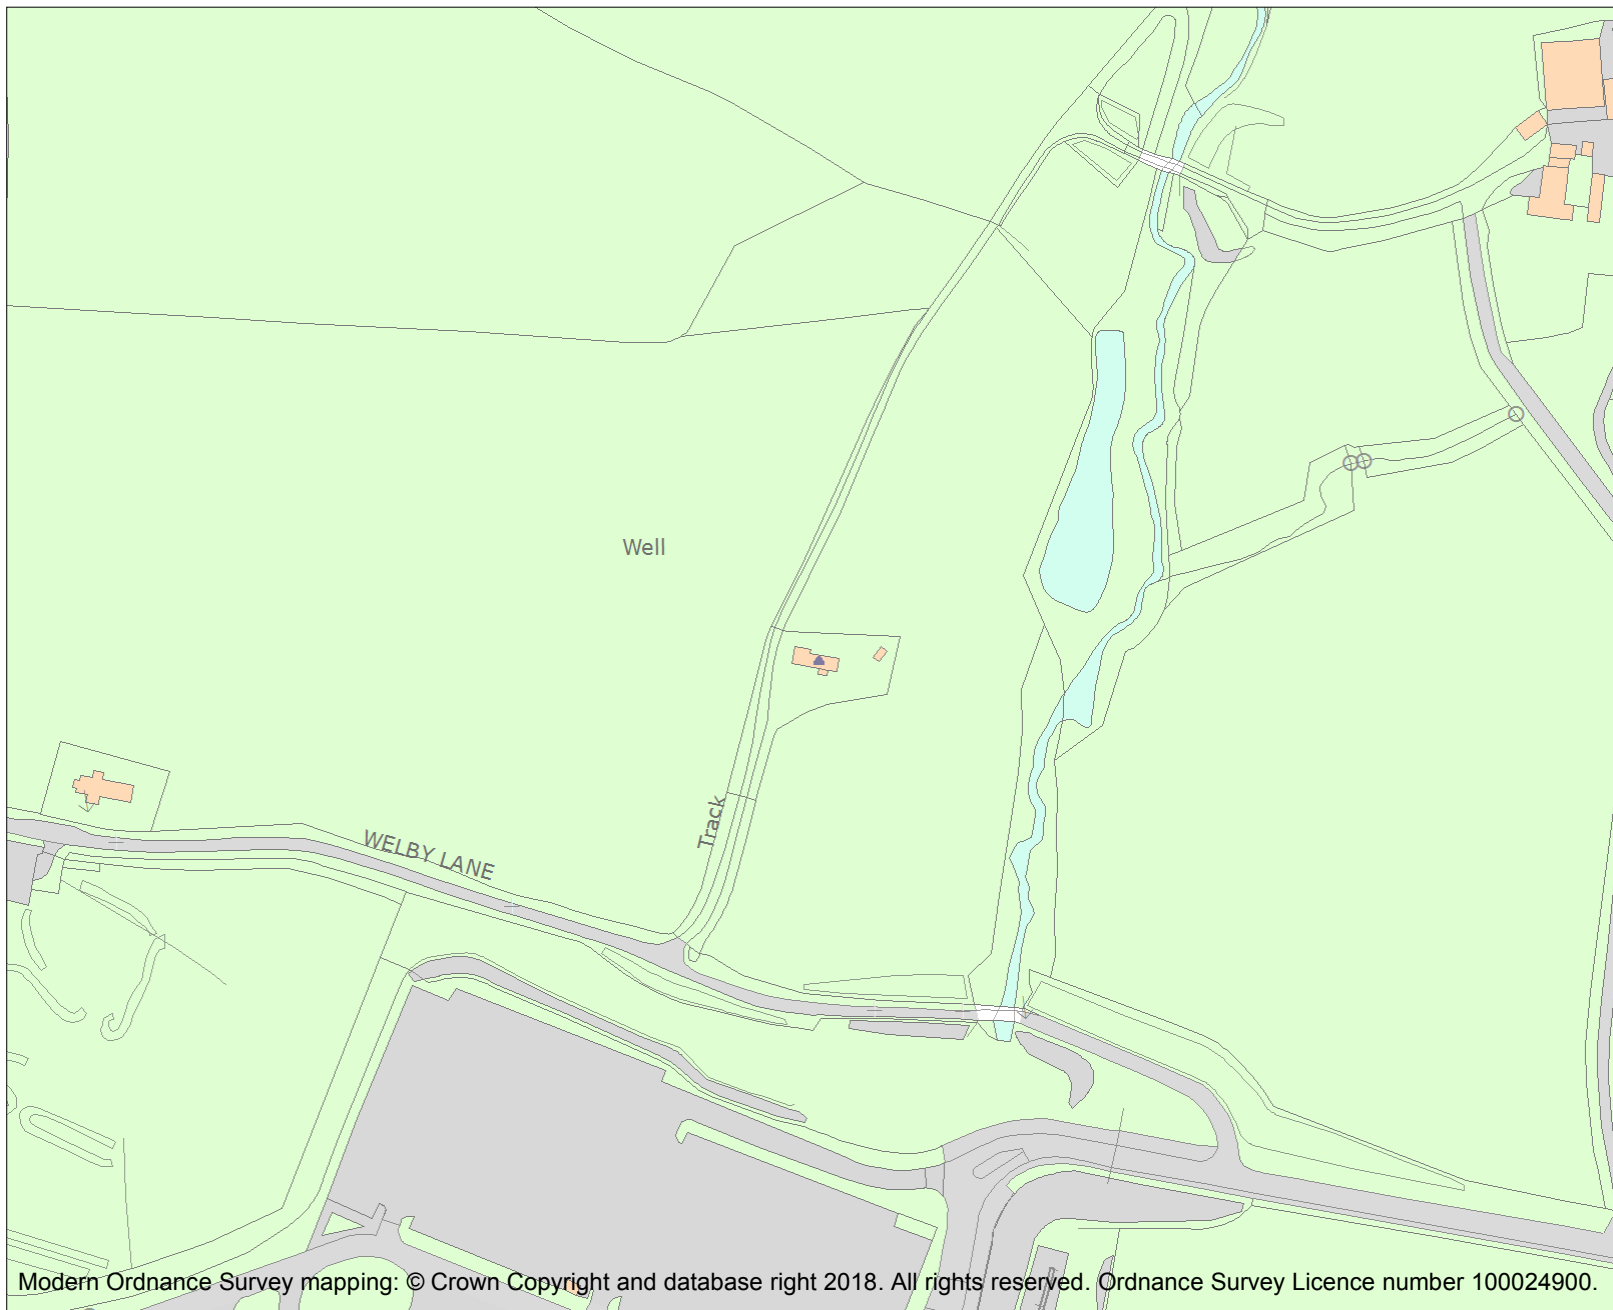 Well
Track
WELBY LANE
Modern Ordnance Survey mapping: © Crown Copyright and database right 2018. All rights reserved. Ordnance Survey Licence number 100024900.